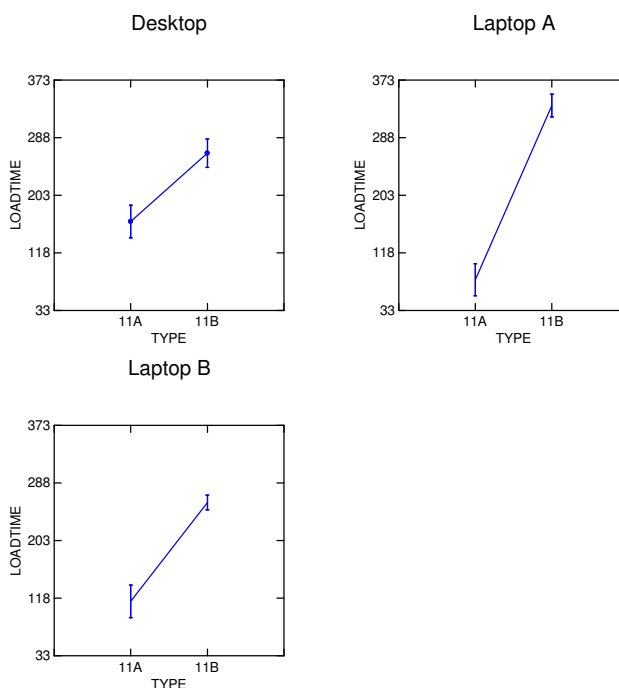 Desktop
373
288
203
118
33
LOADTIME
11A 11B
TYPE
Laptop A
373
288
203
118
33
LOADTIME
11A 11B
TYPE
Laptop B
373
288
203
118
33
LOADTIME
11A 11B
TYPE